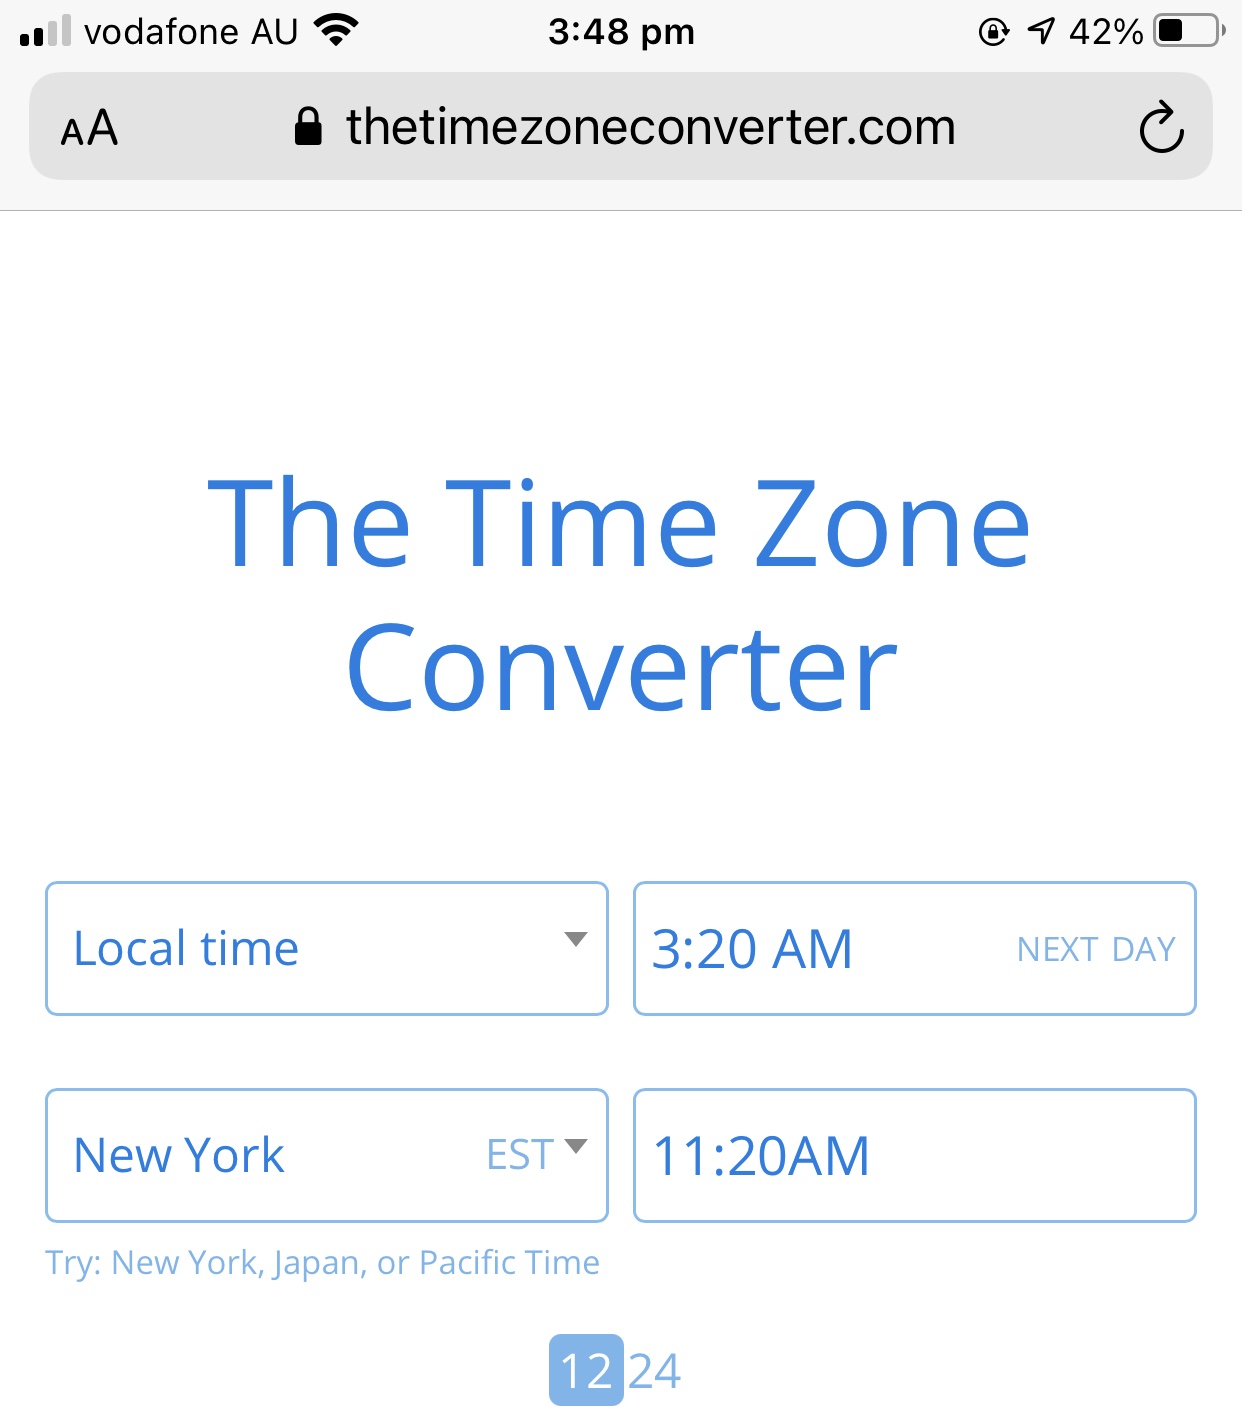 vodafone AU 3:48 pm 42%
AA thetimezoneconverter.com
The Time Zone
Converter
Local time 3:20 AM NEXT DAY
New York EST 11:20AM
Try: New York, Japan, or Pacific Time
12 24